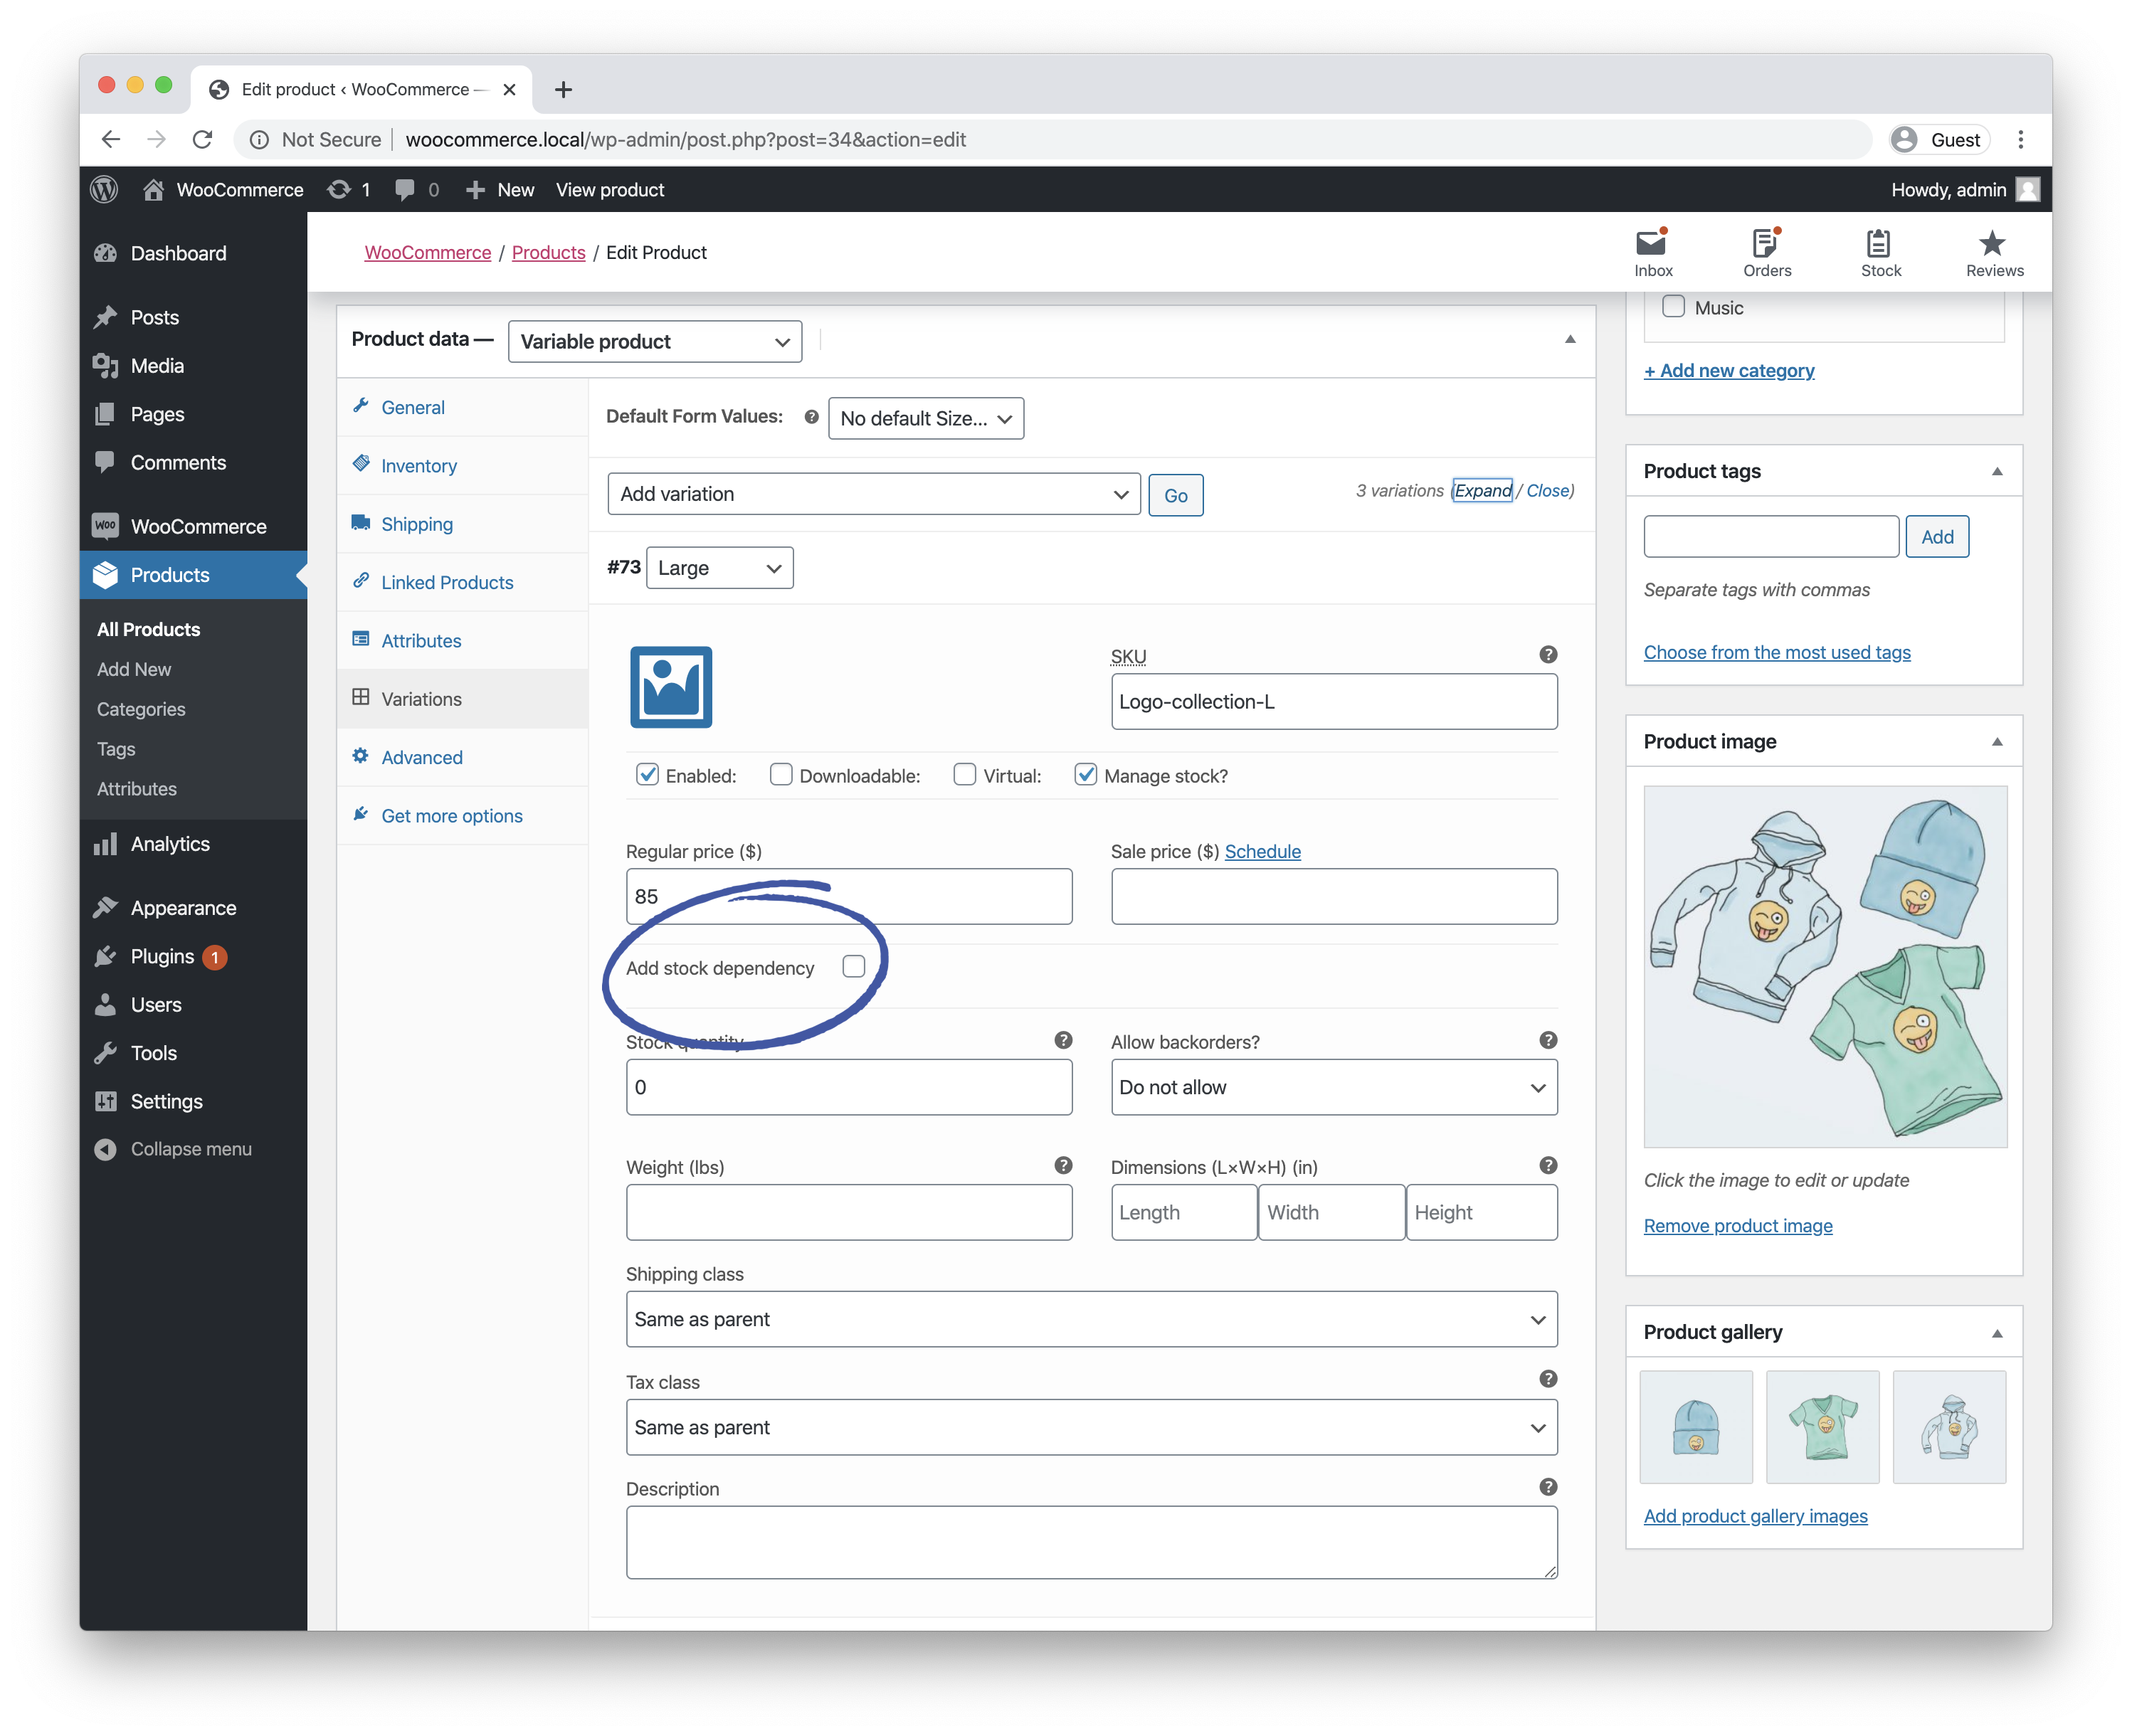 Edit product ‹ WooCommerce —
Not Secure woocommerce.local/wp-admin/post.php?post=34&action=edit Guest
WooCommerce 1 0 New View product Howdy, admin
WooCommerce / Products / Edit Product
Inbox Orders Stock Reviews
Dashboard
Posts
Media
Pages
Comments
WOO WooCommerce
Products
All Products
Add New
Categories
Tags
Attributes
Analytics
Appearance
Plugins 1
Users
Tools
Settings
Collapse menu
Product data — Variable product
General
Inventory
Shipping
Linked Products
Attributes
Variations
Advanced
Get more options
Default Form Values: ? No default Size...
Add variation Go 3 variations (Expand / Close)
#73 Large
SKU ?
Logo-collection-L
Enabled: Downloadable: Virtual: Manage stock?
Regular price ($) Sale price ($) Schedule
85
Add stock dependency
Stock quantity ? Allow backorders? ?
0 Do not allow
Weight (lbs) ? Dimensions (L×W×H) (in) ?
Length Width Height
Shipping class
Same as parent
Tax class ?
Same as parent
Description ?
Music
+ Add new category
Product tags
Add
Separate tags with commas
Choose from the most used tags
Product image
Click the image to edit or update
Remove product image
Product gallery
Add product gallery images